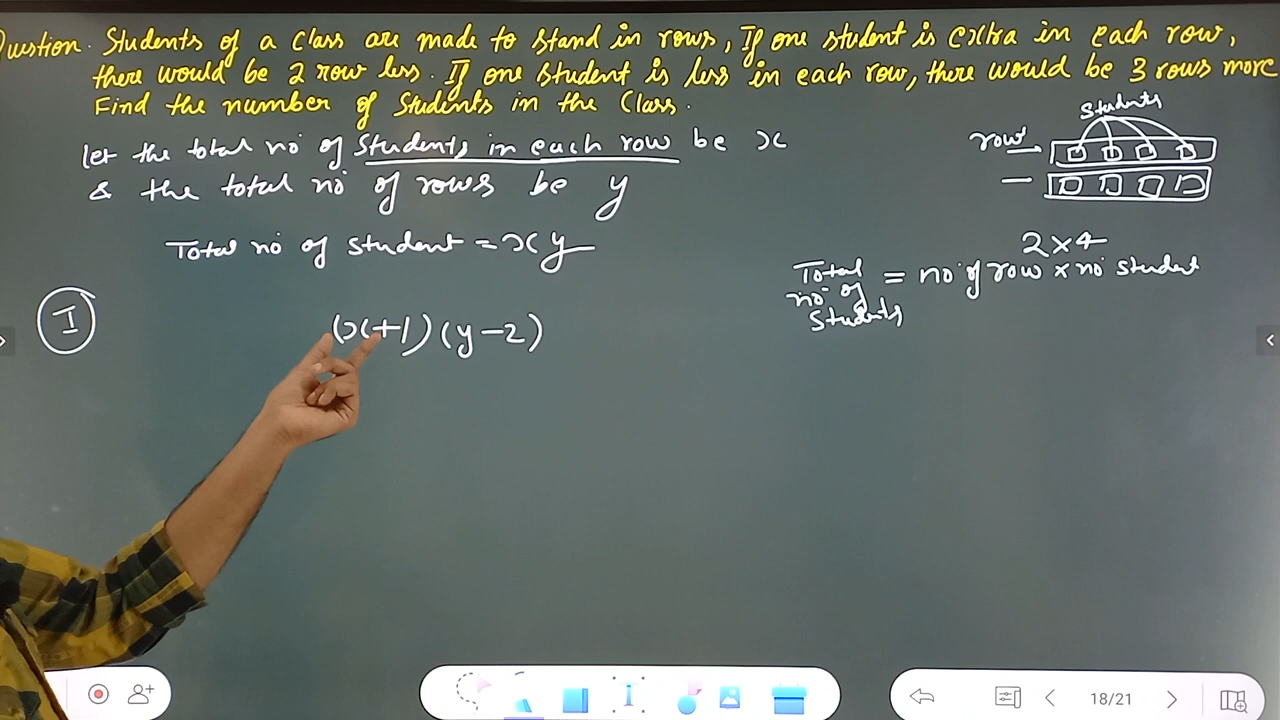 Question. Students of a class are made to stand in rows, If one student is extra in each row,
there would be 2 row less. If one student is less in each row, there would be 3 rows more
Find the number of Students in the Class.
Students
row
let the total no of Students in each row be x
& the total no of rows be y
Total no of student = xy
2 x 4
Total no of Students = no of row x no student
I
(x+1)(y-2)
18/21